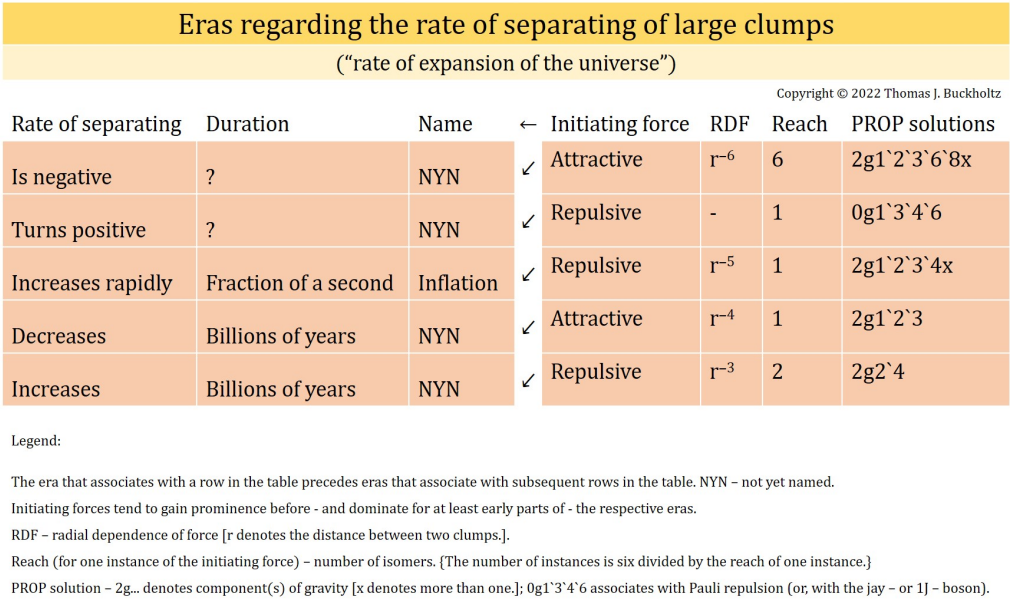 Eras regarding the rate of separating of large clumps
(“rate of expansion of the universe”)
Copyright © 2022 Thomas J. Buckholtz
Rate of separating Duration Name ← Initiating force RDF Reach PROP solutions
Is negative ? NYN ↙ Attractive r⁻⁶ 6 2g1`2`3`6`8x
Turns positive ? NYN ↙ Repulsive - 1 0g1`3`4`6
Increases rapidly Fraction of a second Inflation ↙ Repulsive r⁻⁵ 1 2g1`2`3`4x
Decreases Billions of years NYN ↙ Attractive r⁻⁴ 1 2g1`2`3
Increases Billions of years NYN ↙ Repulsive r⁻³ 2 2g2`4
Legend:
The era that associates with a row in the table precedes eras that associate with subsequent rows in the table. NYN – not yet named.
Initiating forces tend to gain prominence before - and dominate for at least early parts of - the respective eras.
RDF – radial dependence of force [r denotes the distance between two clumps.].
Reach (for one instance of the initiating force) – number of isomers. {The number of instances is six divided by the reach of one instance.}
PROP solution – 2g... denotes component(s) of gravity [x denotes more than one.]; 0g1`3`4`6 associates with Pauli repulsion (or, with the jay – or 1J – boson).